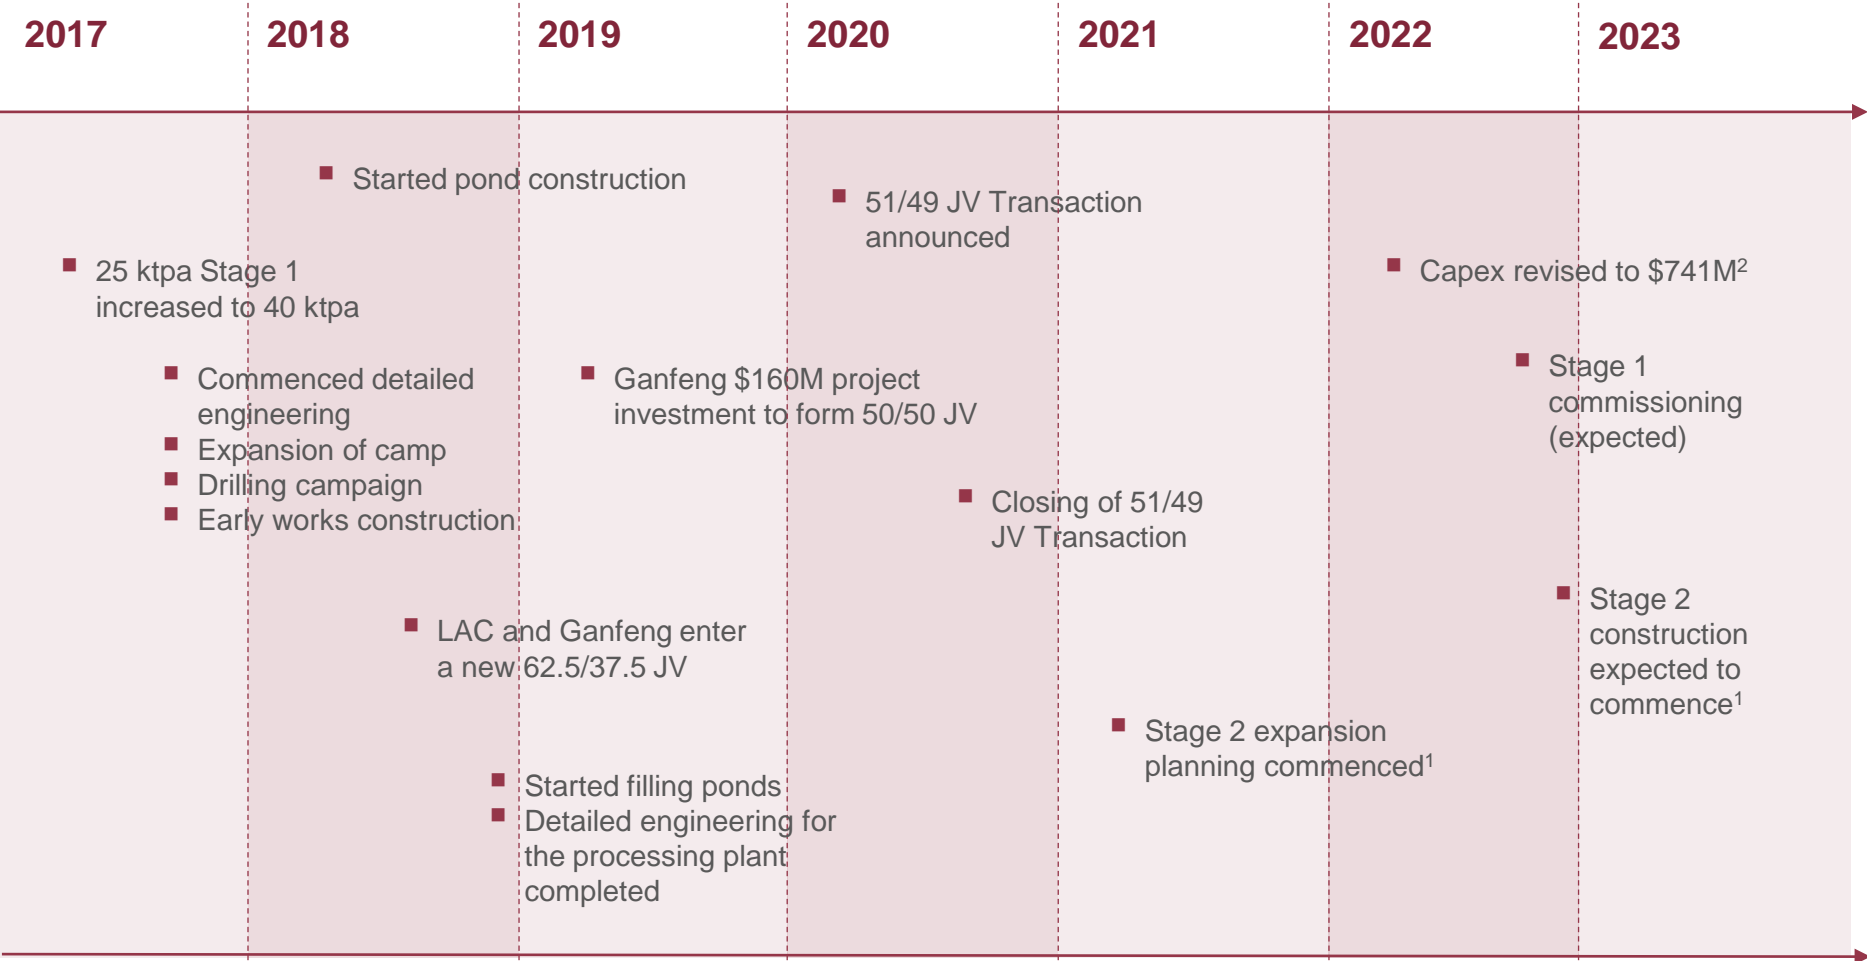 2017
2018
2019
2020
2021
2022
2023
25 ktpa Stage 1
increased to 40 ktpa
Commenced detailed
engineering
Expansion of camp
Drilling campaign
Early works construction
Started pond construction
LAC and Ganfeng enter
a new 62.5/37.5 JV
Started filling ponds
Detailed engineering for
the processing plant
completed
Ganfeng $160M project
investment to form 50/50 JV
51/49 JV Transaction
announced
Closing of 51/49
JV Transaction
Stage 2 expansion
planning commenced¹
Capex revised to $741M²
Stage 1
commissioning
(expected)
Stage 2
construction
expected to
commence¹